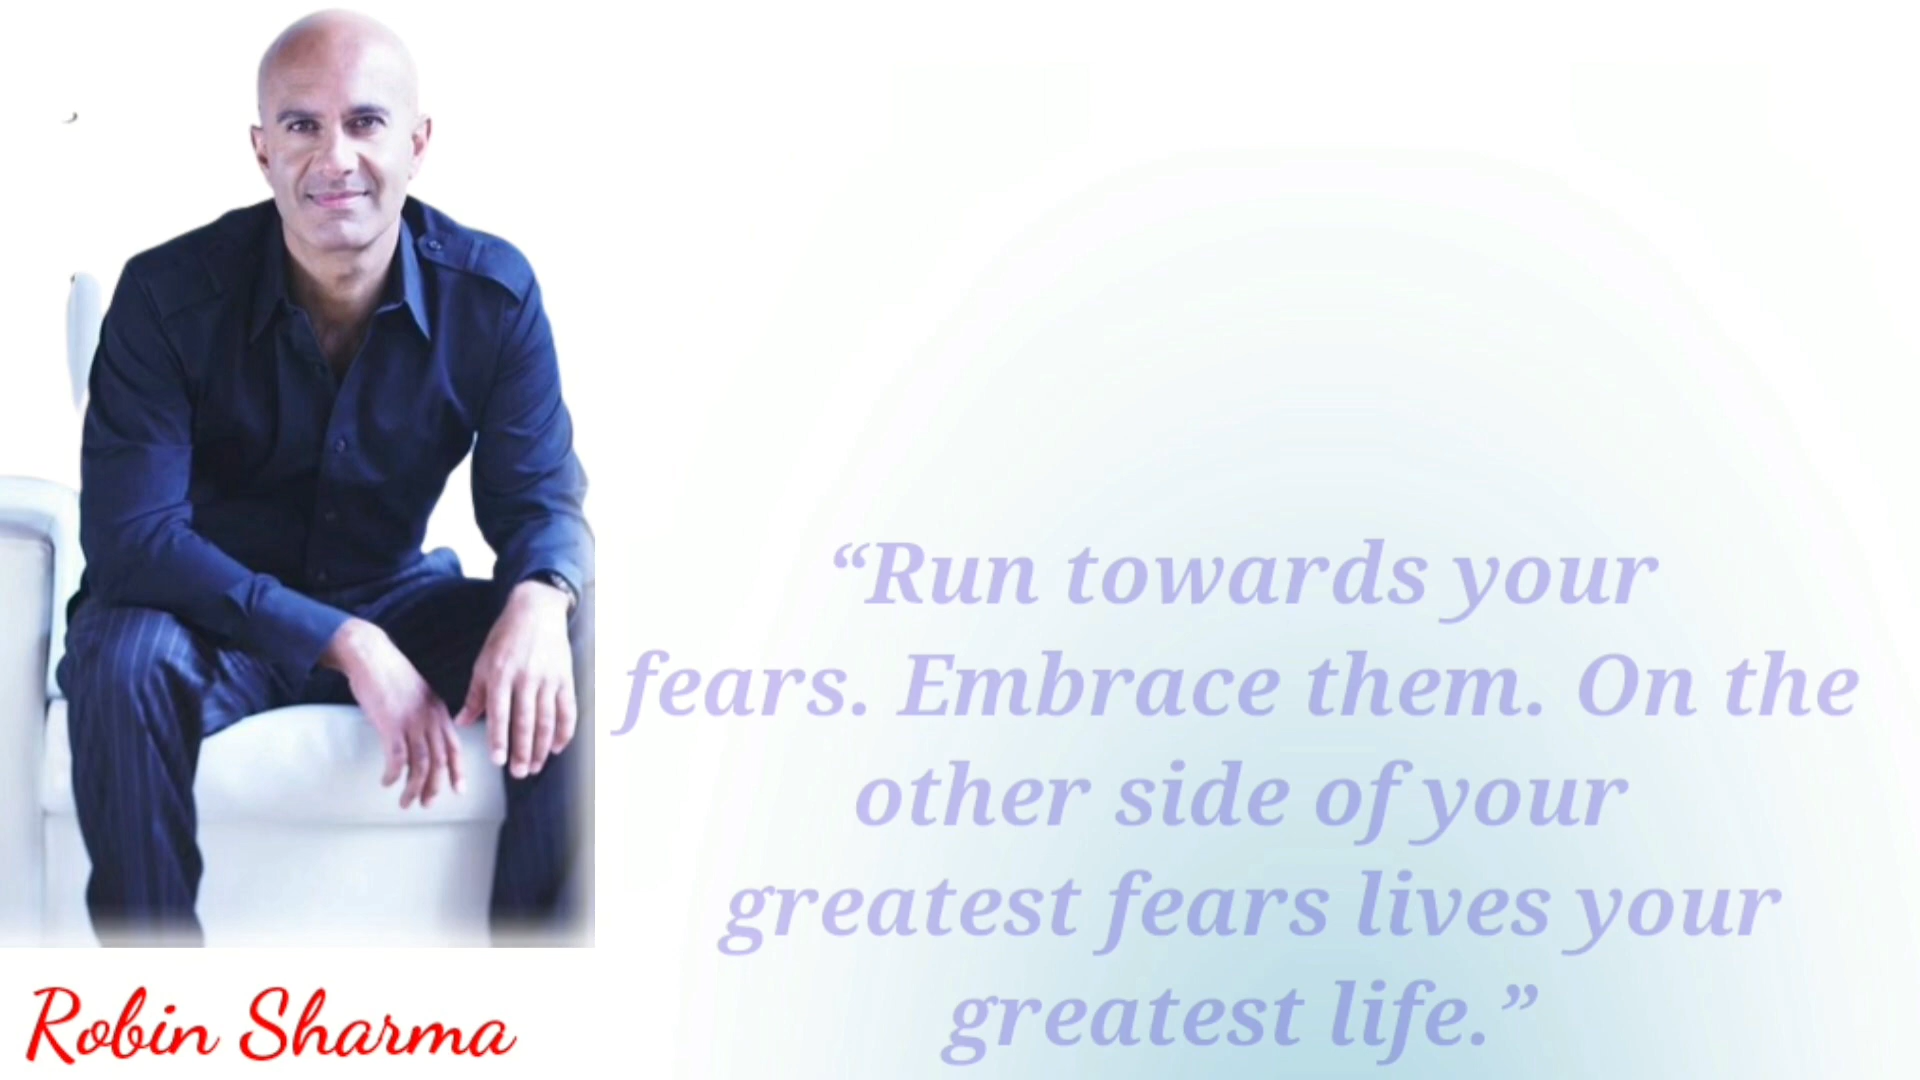 “Run towards your
fears. Embrace them. On the
other side of your
greatest fears lives your
greatest life.”
Robin Sharma